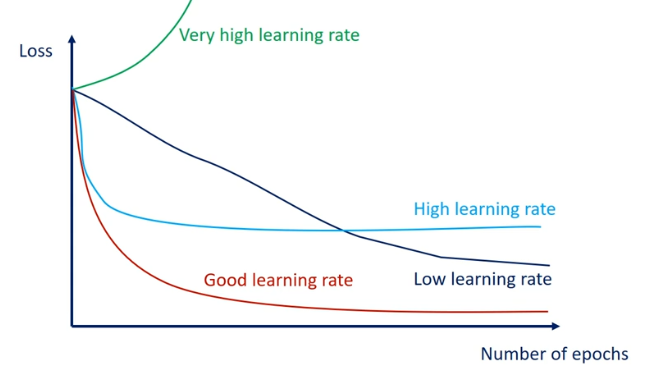 Very high learning rate
Loss
High learning rate
Good learning rate
Low learning rate
Number of epochs